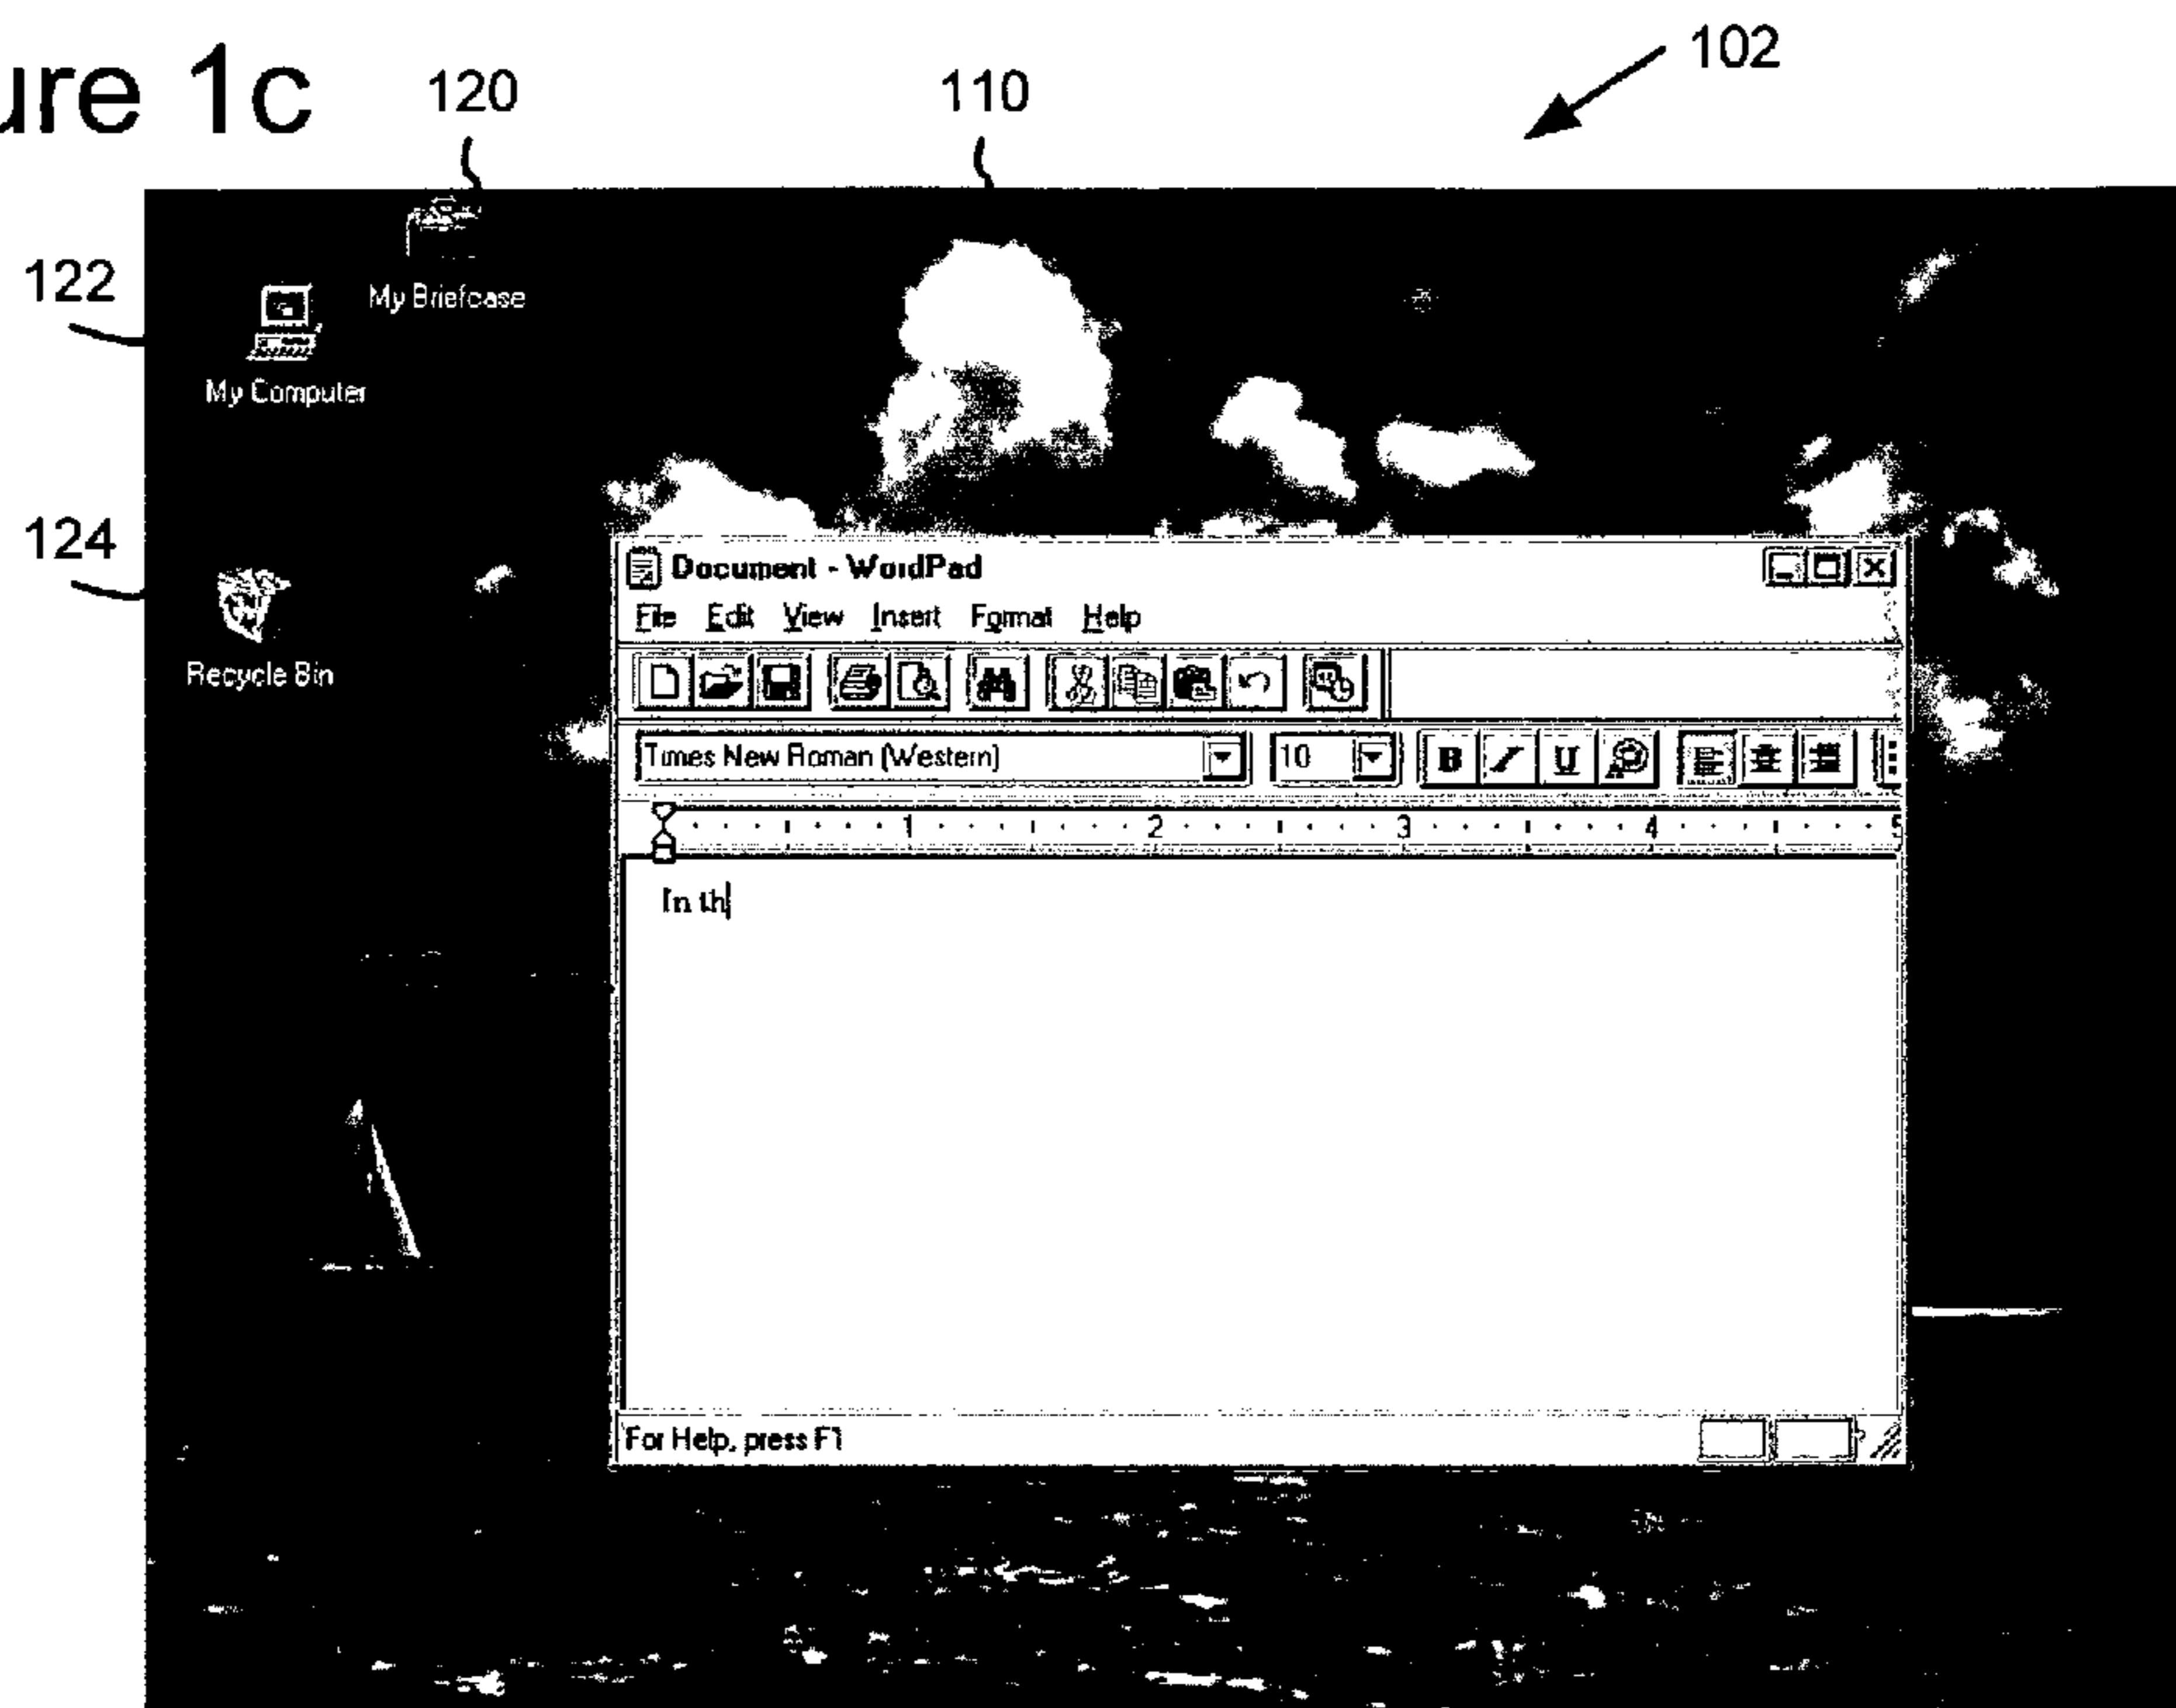 ure 1c
120
110
102
122
My Briefcase
My Computer
124
Recycle Bin
Document - WordPad
File Edit View Insert Format Help
Times New Roman (Western) 10 B I U
1 2 3 4 5
In th
For Help, press F1